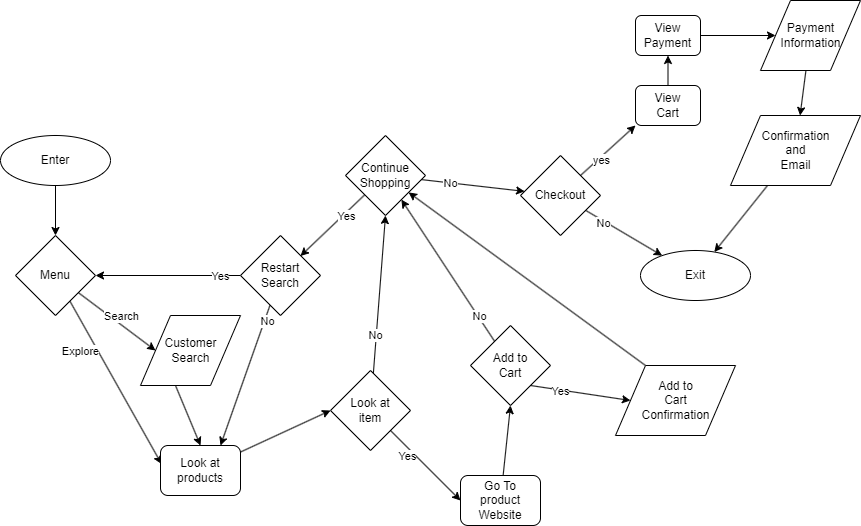 View
Payment
Payment
Information
View
Cart
Confirmation
and
Email
Enter
Continue
Shopping
No
yes
Checkout
Yes
No
Menu
Yes
Restart
Search
Exit
Search
No
Explore
Customer
Search
No
No
Add to
Cart
Yes
Add to
Cart
Confirmation
Look at
item
Yes
Look at
products
Go To
product
Website